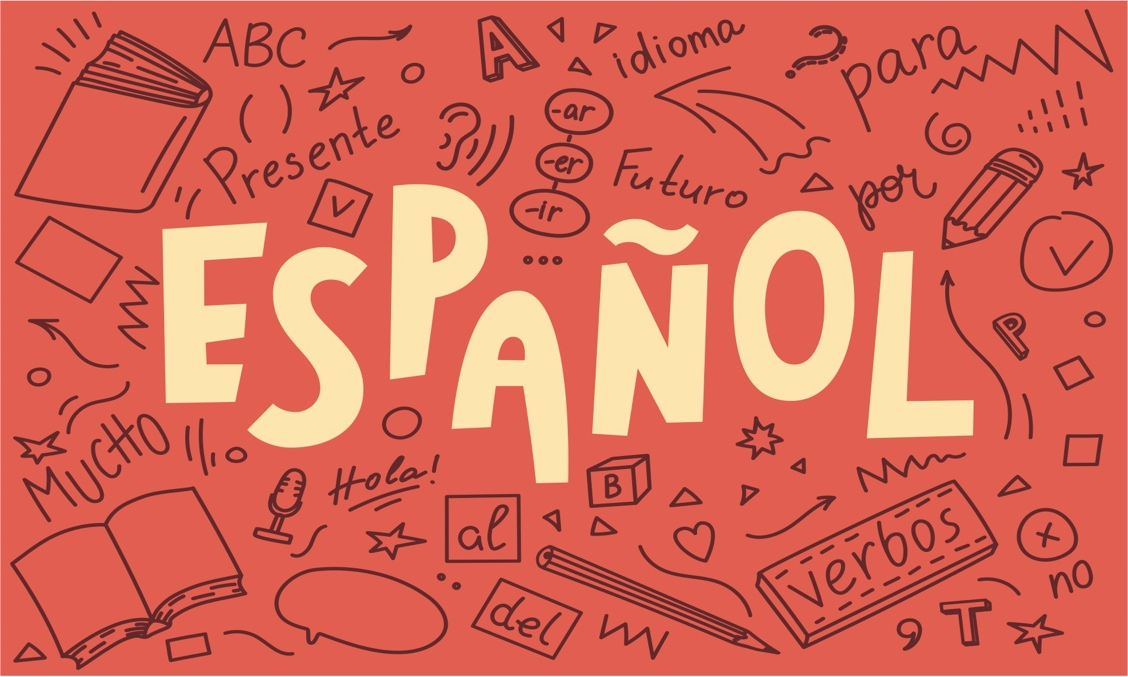 ABC
A
idioma
?
para
Presente
( )
-ar
-er
-ir
Futuro
por
ESPAÑOL
P
MUCHO
Hola!
B
al
del
verbos
no
,
T